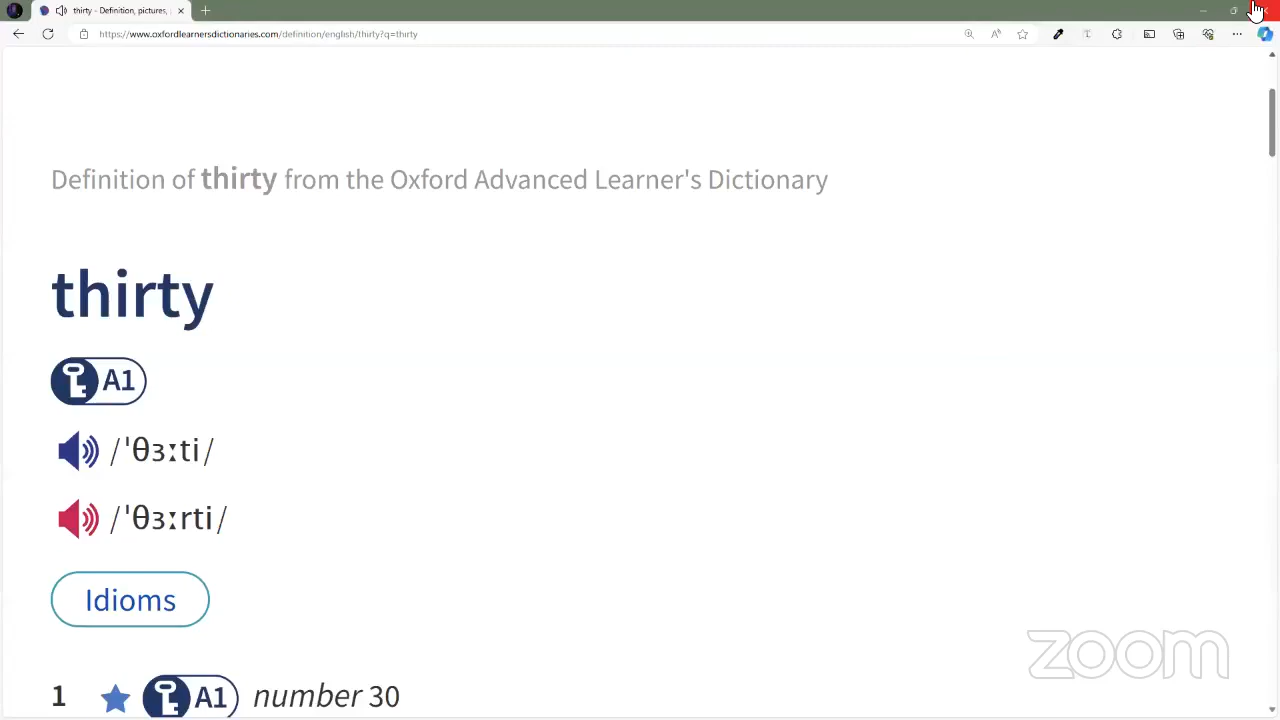 thirty - Definition, pictures,
https://www.oxfordlearnersdictionaries.com/definition/english/thirty?q=thirty
Definition of thirty from the Oxford Advanced Learner's Dictionary
thirty
A1
/ˈθɜːti/
/ˈθɜːrti/
Idioms
1 A1 number 30
zoom